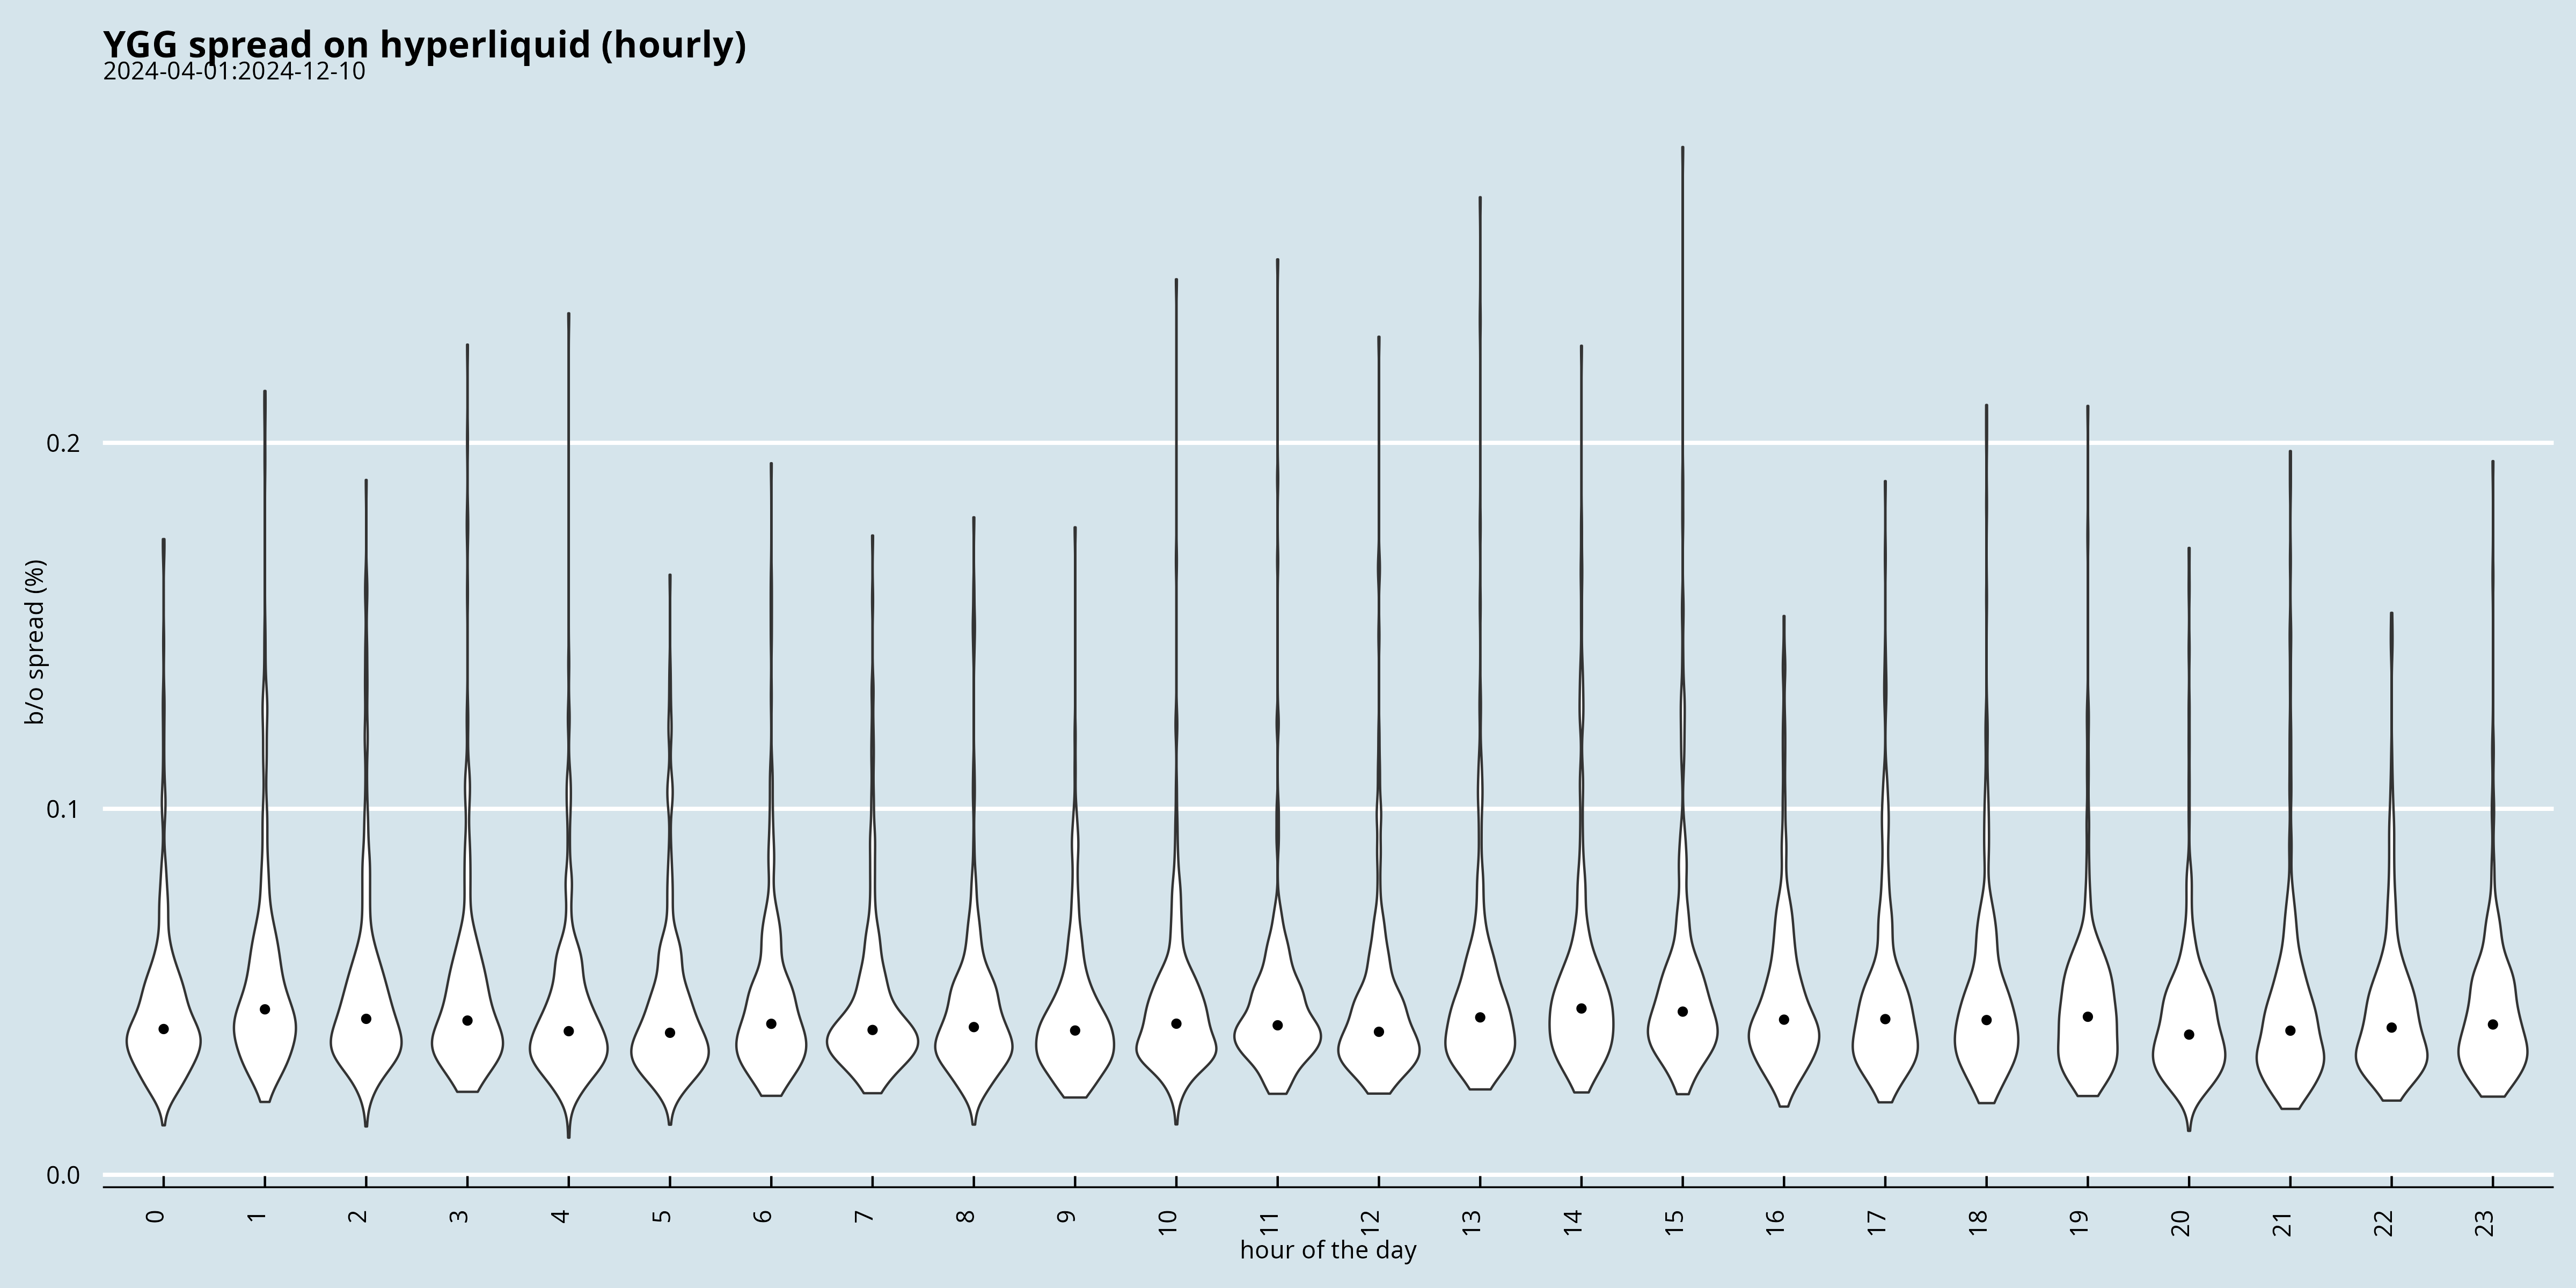 YGG spread on hyperliquid (hourly)
2024-04-01:2024-12-10
b/o spread (%)
0.2
0.1
0.0
0 1 2 3 4 5 6 7 8 9 10 11 12 13 14 15 16 17 18 19 20 21 22 23
hour of the day